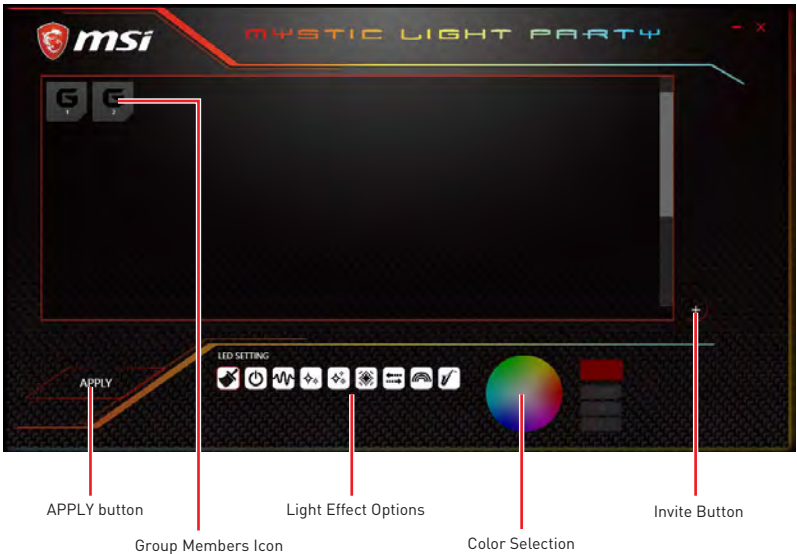 msi
MYSTIC LIGHT PARTY
G
1
G
2
LED SETTING
APPLY
APPLY button
Light Effect Options
Invite Button
Group Members Icon
Color Selection